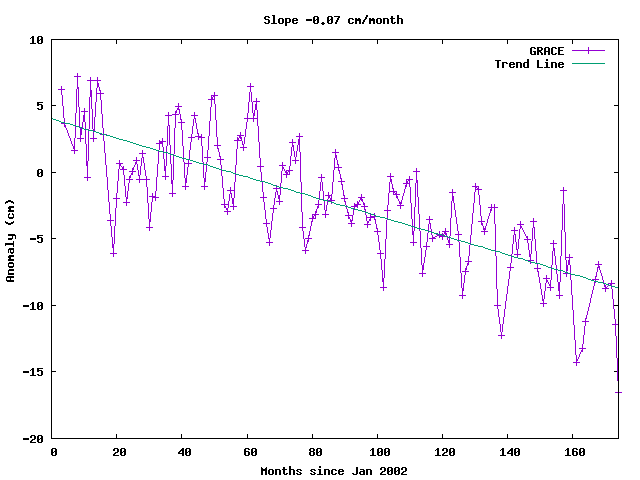 Slope -0.07 cm/month
GRACE
Trend Line
10
5
0
-5
-10
-15
-20
Anomaly (cm)
0 20 40 60 80 100 120 140 160
Months since Jan 2002